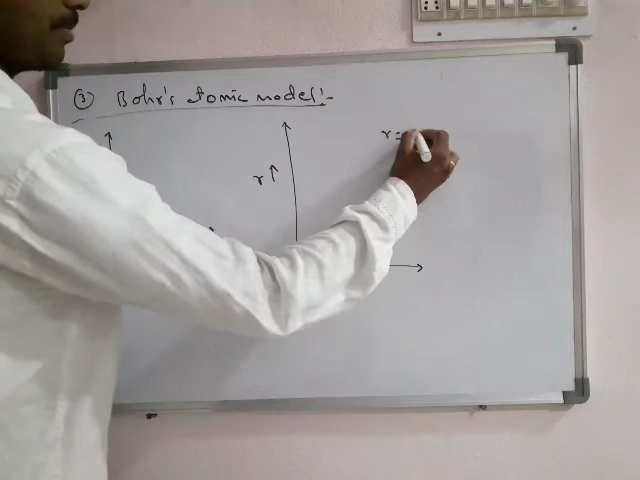 ③ Bohr's atomic model:-
r ↑
r =